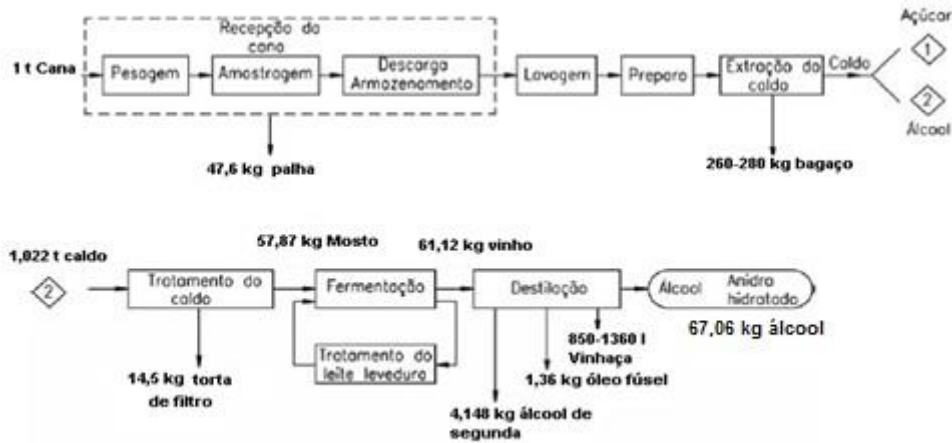 Recepção da
cana
1 t Cana
Pesagem
Amostragem
Descarga
Armazenamento
Lavagem
Preparo
Extração do
caldo
Caldo
Açúcar
1
2
Álcool
47,6 kg palha
260-280 kg bagaço
1,022 t caldo
2
Tratamento do
caldo
57,87 kg Mosto
Fermentação
61,12 kg vinho
Destilação
Álcool
Anidro
hidratado
67,06 kg álcool
Tratamento do
leite levedura
14,5 kg torta
de filtro
850-1360 l
Vinhaça
1,36 kg óleo fúsel
4,148 kg álcool de
segunda